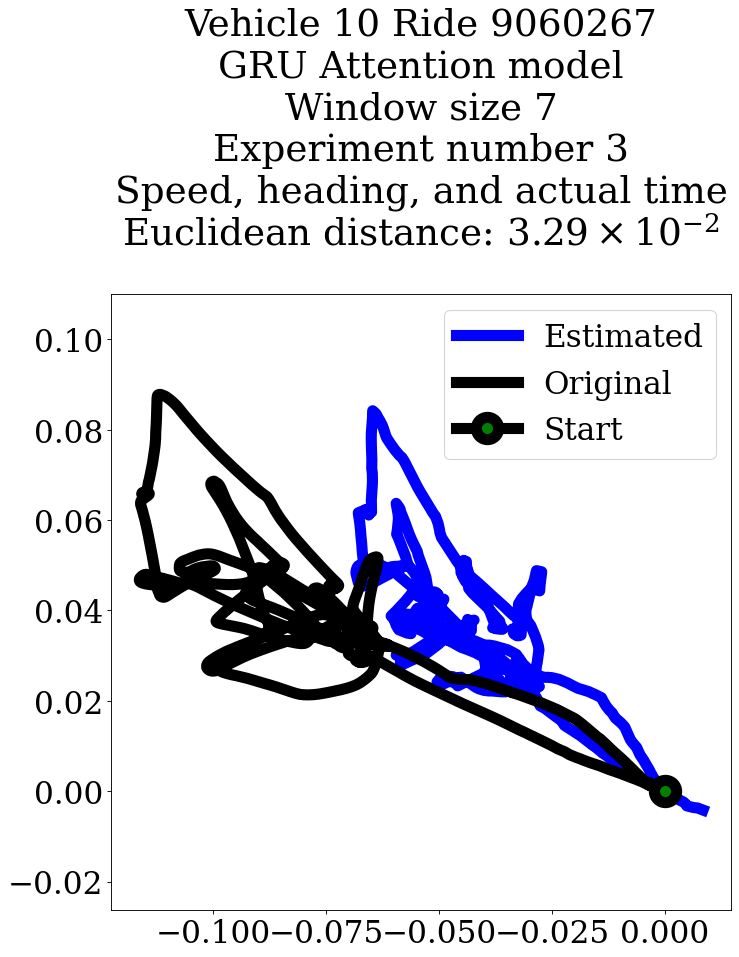 Vehicle 10 Ride 9060267
GRU Attention model
Window size 7
Experiment number 3
Speed, heading, and actual time
Euclidean distance: 3.29 × 10⁻²
Estimated
Original
Start
0.10
0.08
0.06
0.04
0.02
0.00
−0.02
−0.100 −0.075 −0.050 −0.025 0.000